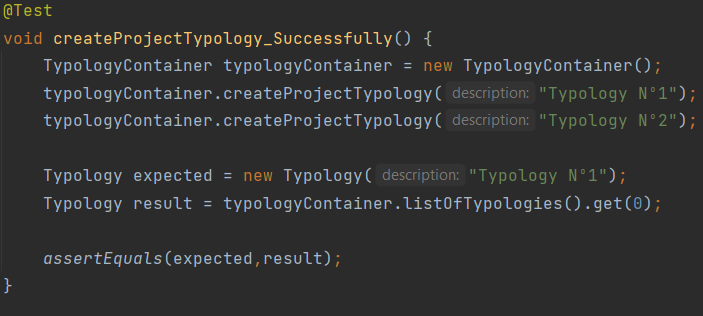 @Test
void createProjectTypology_Successfully() {
TypologyContainer typologyContainer = new TypologyContainer();
typologyContainer.createProjectTypology( description: "Typology N°1");
typologyContainer.createProjectTypology( description: "Typology N°2");
Typology expected = new Typology( description: "Typology N°1");
Typology result = typologyContainer.listOfTypologies().get(0);
assertEquals(expected,result);
}